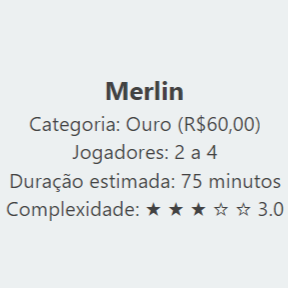 Merlin
Categoria: Ouro (R$60,00)
Jogadores: 2 a 4
Duração estimada: 75 minutos
Complexidade: ★ ★ ★ ☆ ☆ 3.0